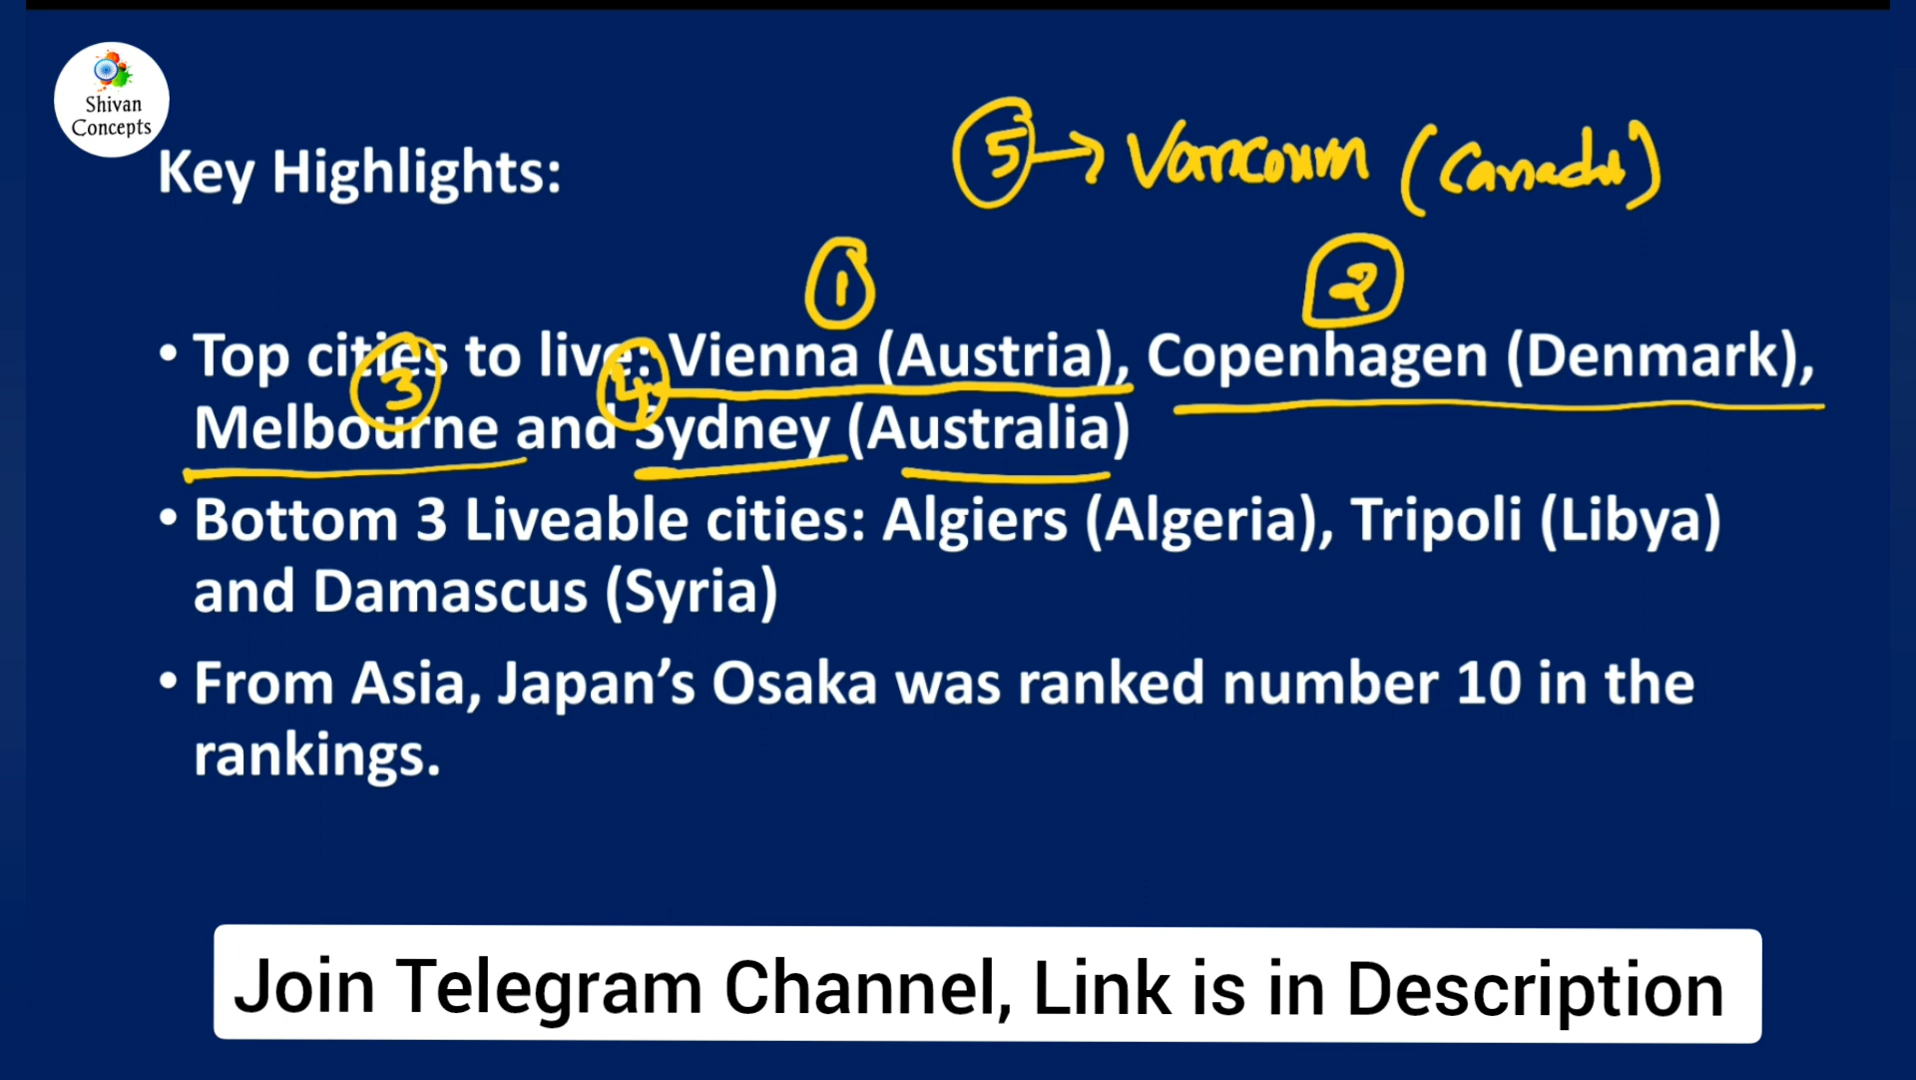 Shivan
Concepts
Key Highlights:
5 → Vancouver (Canada)
1
2
• Top cities to live: Vienna (Austria), Copenhagen (Denmark),
3
4
Melbourne and Sydney (Australia)
• Bottom 3 Liveable cities: Algiers (Algeria), Tripoli (Libya)
and Damascus (Syria)
• From Asia, Japan’s Osaka was ranked number 10 in the
rankings.
Join Telegram Channel, Link is in Description